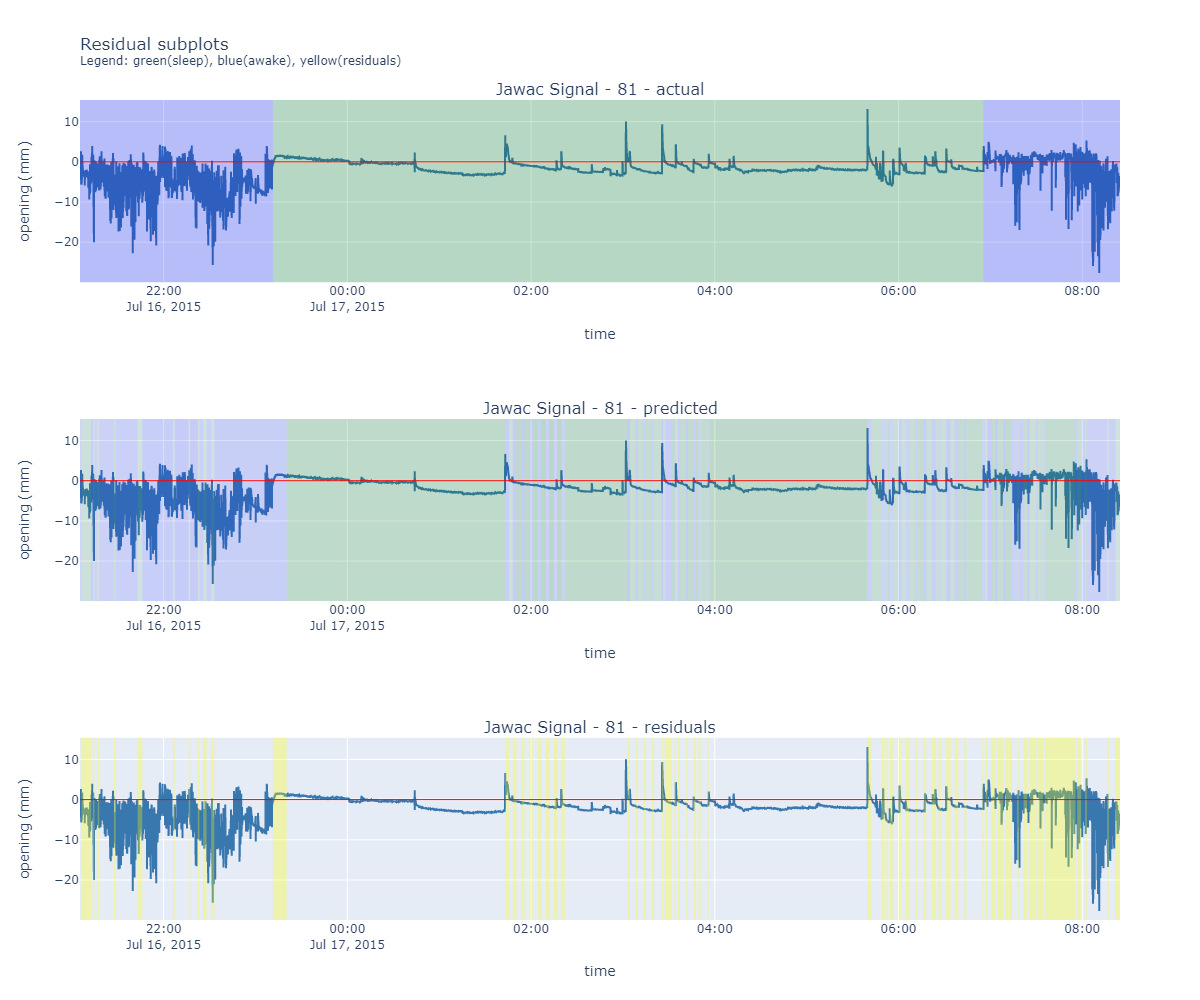 Residual subplots
Legend: green(sleep), blue(awake), yellow(residuals)
Jawac Signal - 81 - actual
opening (mm)
10
0
−10
−20
22:00
Jul 16, 2015
00:00
Jul 17, 2015
02:00
04:00
06:00
08:00
time
Jawac Signal - 81 - predicted
opening (mm)
10
0
−10
−20
22:00
Jul 16, 2015
00:00
Jul 17, 2015
02:00
04:00
06:00
08:00
time
Jawac Signal - 81 - residuals
opening (mm)
10
0
−10
−20
22:00
Jul 16, 2015
00:00
Jul 17, 2015
02:00
04:00
06:00
08:00
time